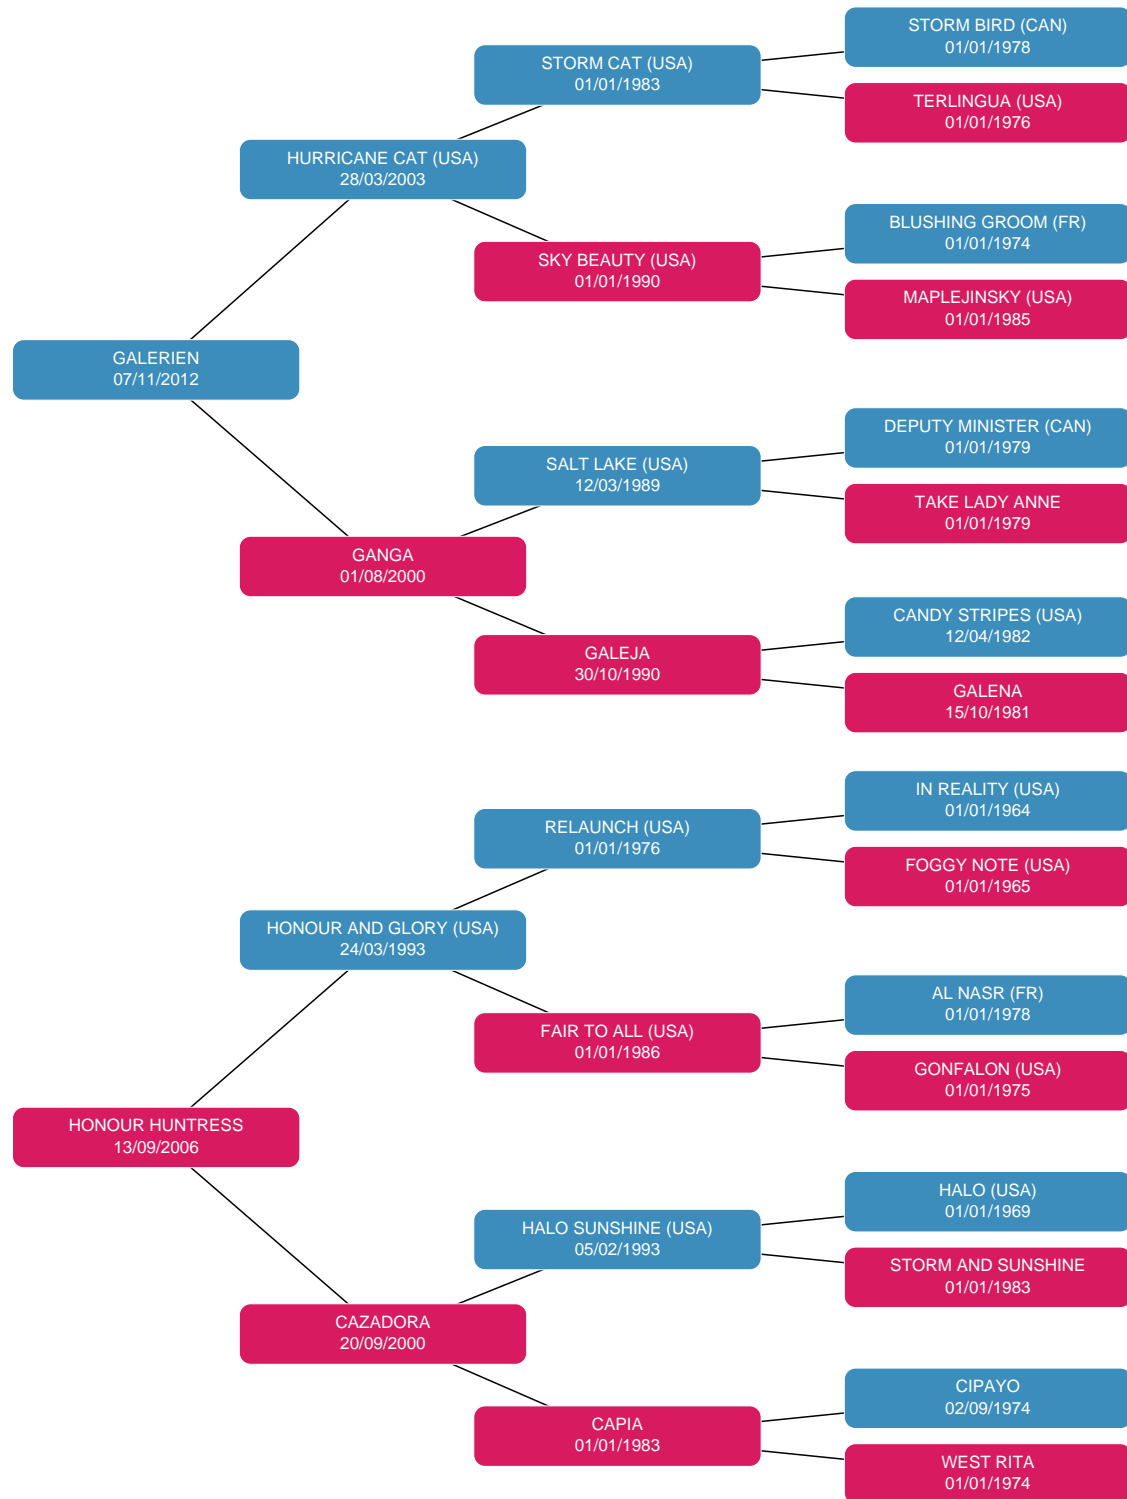 STORM BIRD (CAN)
01/01/1978
STORM CAT (USA)
01/01/1983
TERLINGUA (USA)
01/01/1976
HURRICANE CAT (USA)
28/03/2003
BLUSHING GROOM (FR)
01/01/1974
SKY BEAUTY (USA)
01/01/1990
MAPLEJINSKY (USA)
01/01/1985
GALERIEN
07/11/2012
DEPUTY MINISTER (CAN)
01/01/1979
SALT LAKE (USA)
12/03/1989
TAKE LADY ANNE
01/01/1979
GANGA
01/08/2000
CANDY STRIPES (USA)
12/04/1982
GALEJA
30/10/1990
GALENA
15/10/1981
IN REALITY (USA)
01/01/1964
RELAUNCH (USA)
01/01/1976
FOGGY NOTE (USA)
01/01/1965
HONOUR AND GLORY (USA)
24/03/1993
AL NASR (FR)
01/01/1978
FAIR TO ALL (USA)
01/01/1986
GONFALON (USA)
01/01/1975
HONOUR HUNTRESS
13/09/2006
HALO (USA)
01/01/1969
HALO SUNSHINE (USA)
05/02/1993
STORM AND SUNSHINE
01/01/1983
CAZADORA
20/09/2000
CIPAYO
02/09/1974
CAPIA
01/01/1983
WEST RITA
01/01/1974